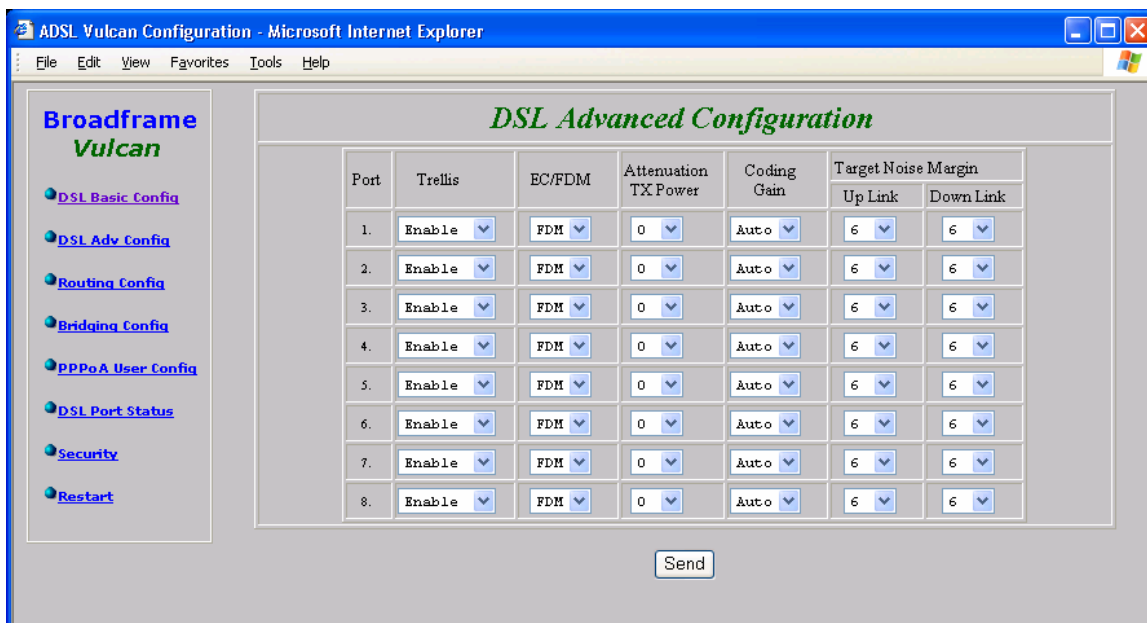 ADSL Vulcan Configuration - Microsoft Internet Explorer
File Edit View Favorites Tools Help
Broadframe
Vulcan
DSL Basic Config
DSL Adv Config
Routing Config
Bridging Config
PPPoA User Config
DSL Port Status
Security
Restart
DSL Advanced Configuration
Port Trellis EC/FDM Attenuation TX Power Coding Gain Target Noise Margin
Up Link Down Link
1. Enable FDM 0 Auto 6 6
2. Enable FDM 0 Auto 6 6
3. Enable FDM 0 Auto 6 6
4. Enable FDM 0 Auto 6 6
5. Enable FDM 0 Auto 6 6
6. Enable FDM 0 Auto 6 6
7. Enable FDM 0 Auto 6 6
8. Enable FDM 0 Auto 6 6
Send